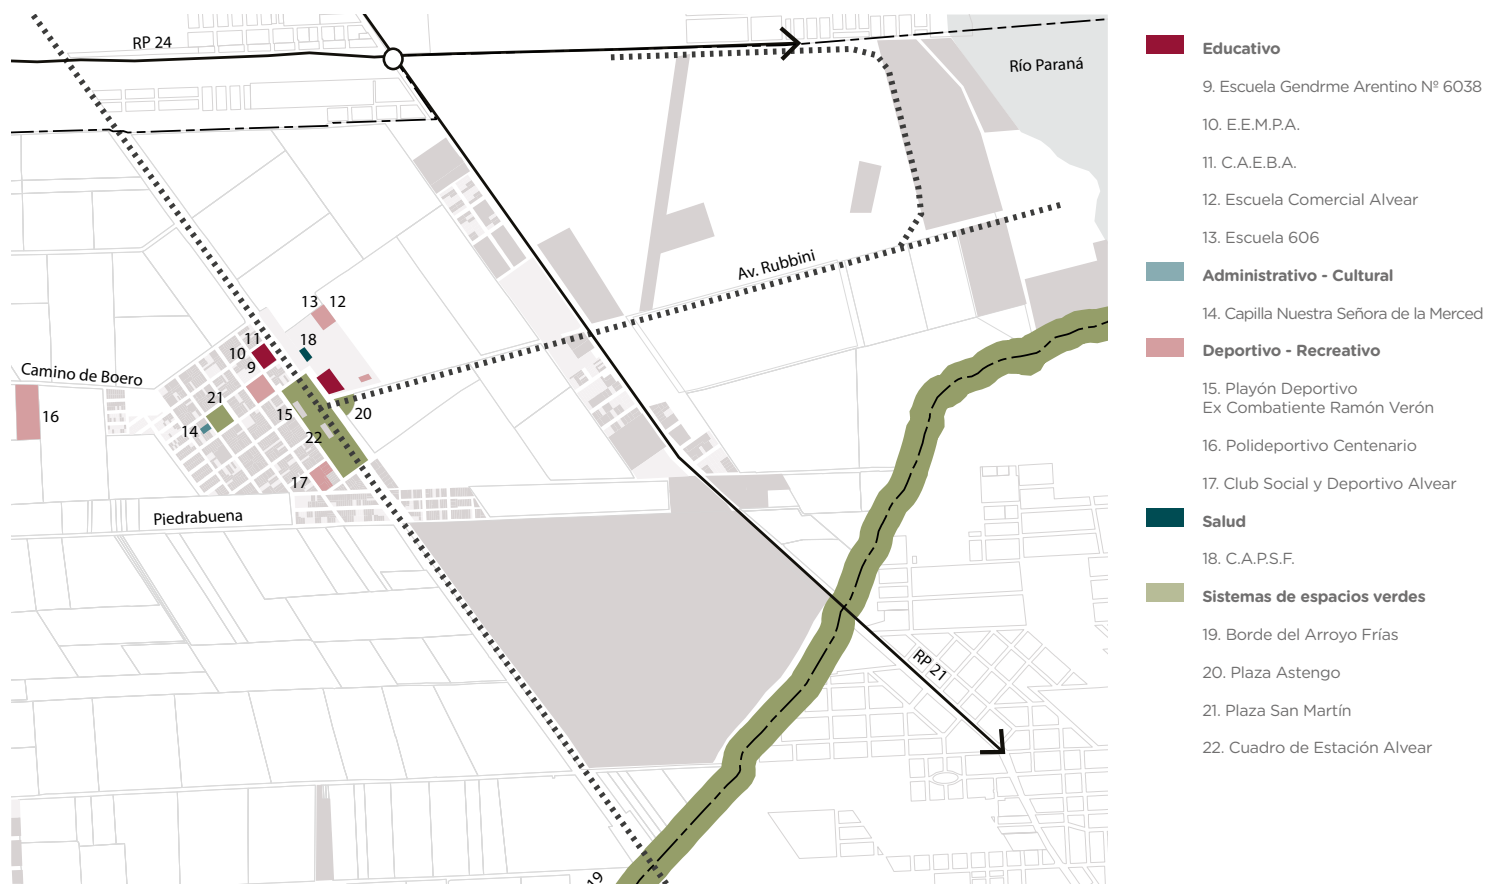 RP 24
Río Paraná
Av. Rubbini
13
12
11
18
10
9
Camino de Boero
21
16
15
20
14
22
17
Piedrabuena
RP 21
19
Educativo
9. Escuela Gendrme Arentino Nº 6038
10. E.E.M.P.A.
11. C.A.E.B.A.
12. Escuela Comercial Alvear
13. Escuela 606
Administrativo - Cultural
14. Capilla Nuestra Señora de la Merced
Deportivo - Recreativo
15. Playón Deportivo
Ex Combatiente Ramón Verón
16. Polideportivo Centenario
17. Club Social y Deportivo Alvear
Salud
18. C.A.P.S.F.
Sistemas de espacios verdes
19. Borde del Arroyo Frías
20. Plaza Astengo
21. Plaza San Martín
22. Cuadro de Estación Alvear